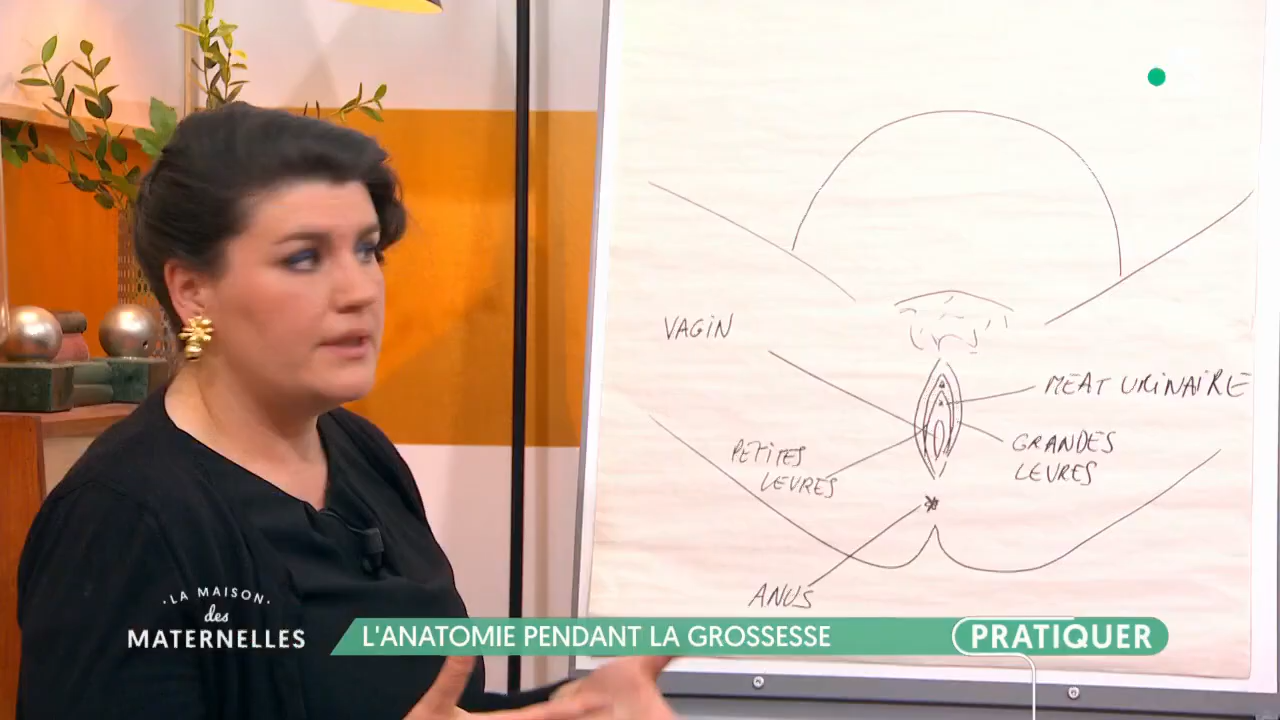 VAGIN
MEAT URINAIRE
PETITES
LEVRES
GRANDES
LEVRES
ANUS
·LA MAISON·
des
MATERNELLES
L'ANATOMIE PENDANT LA GROSSESSE
PRATIQUER